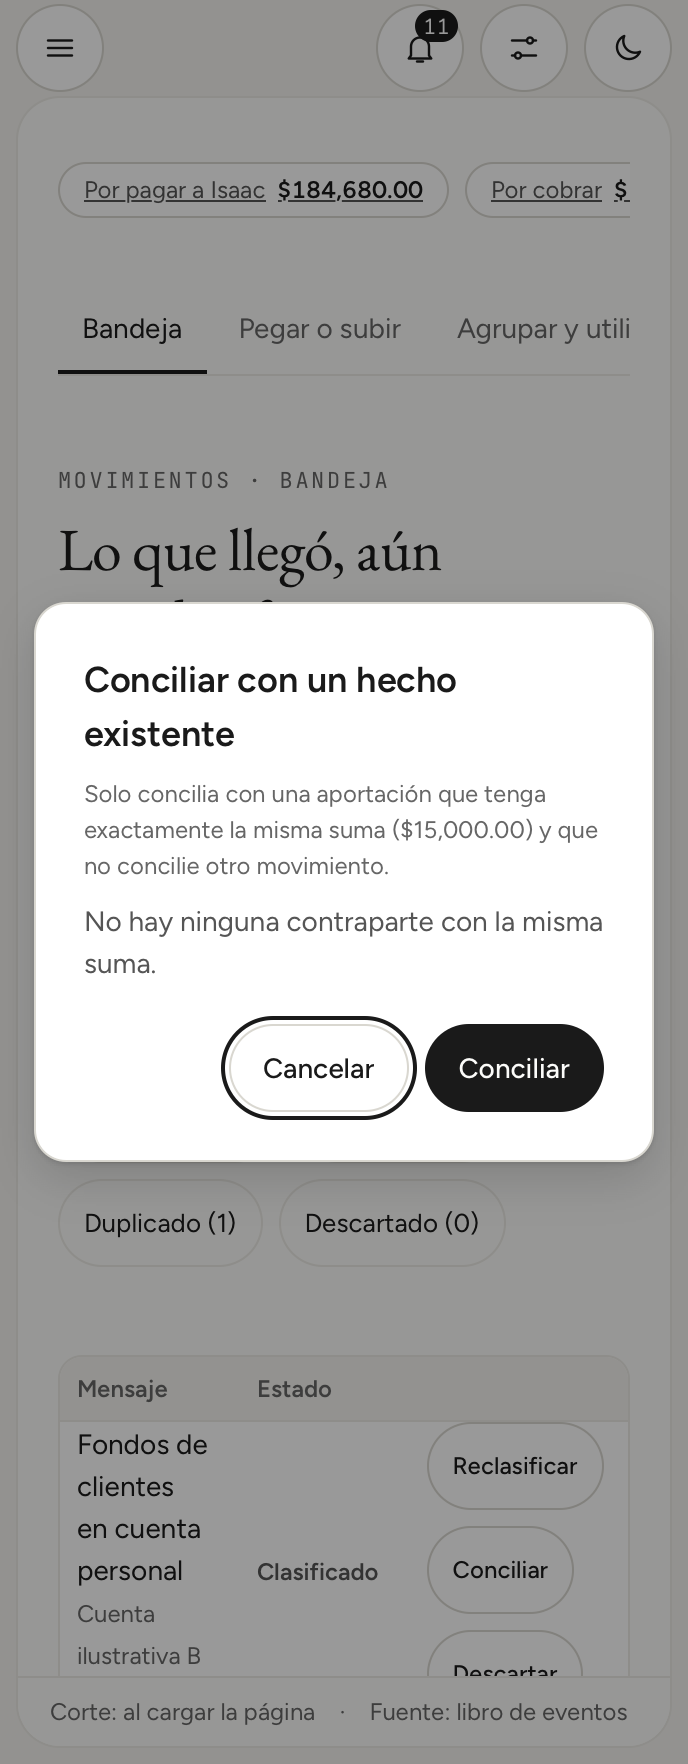 11
Por pagar a Isaac $184,680.00
Por cobrar $
Bandeja
Pegar o subir
Agrupar y utili
MOVIMIENTOS · BANDEJA
Lo que llegó, aún
Conciliar con un hecho
existente
Solo concilia con una aportación que tenga
exactamente la misma suma ($15,000.00) y que
no concilie otro movimiento.
No hay ninguna contraparte con la misma
suma.
Cancelar
Conciliar
Duplicado (1)
Descartado (0)
Mensaje
Estado
Fondos de
clientes
en cuenta
personal
Cuenta
ilustrativa B
Clasificado
Reclasificar
Conciliar
Descartar
Corte: al cargar la página · Fuente: libro de eventos